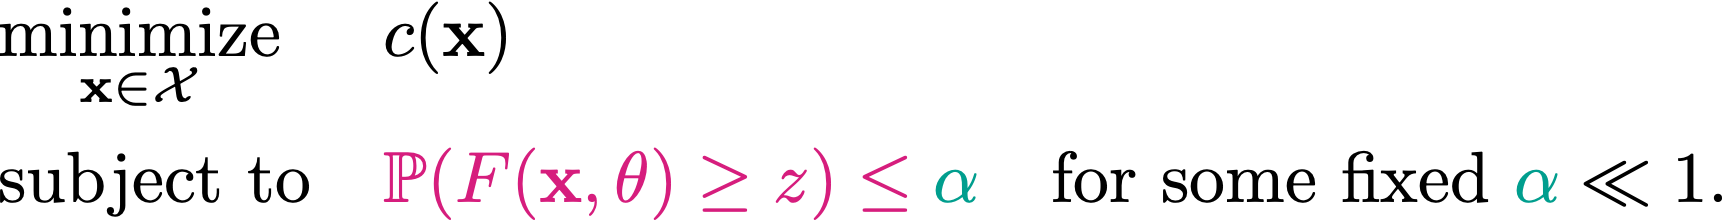 minimize c(𝐱)
𝐱∈𝒳
subject to ℙ(F(𝐱, θ) ≥ z) ≤ α for some fixed α ≪ 1.